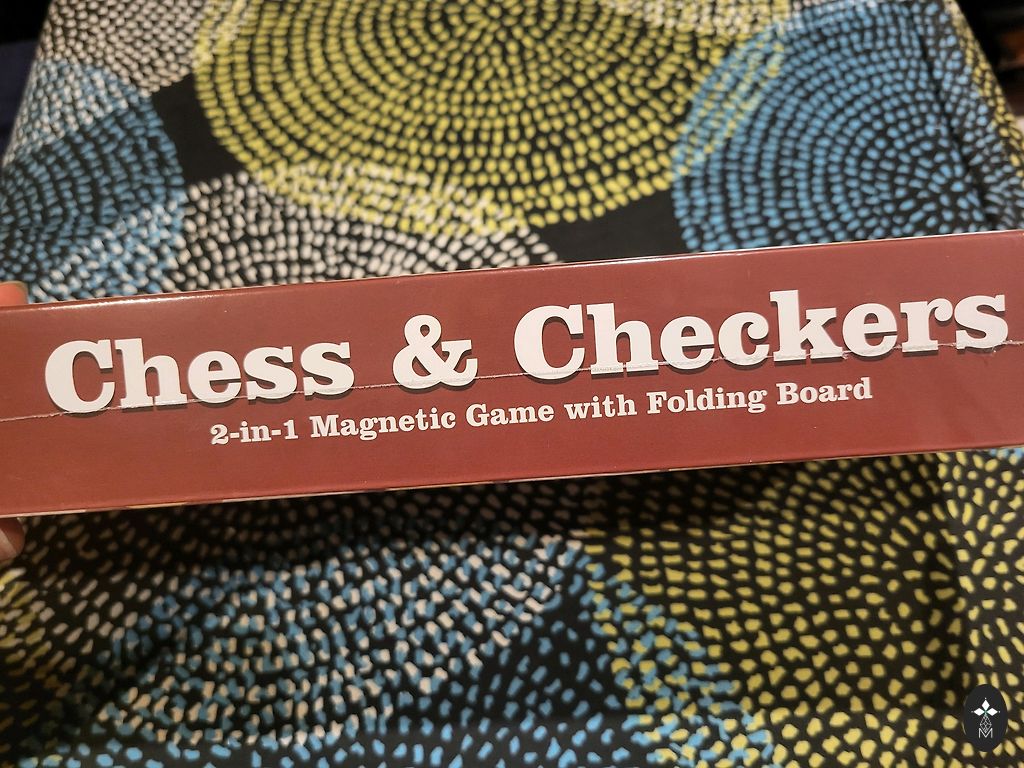 Chess & Checkers
2-in-1 Magnetic Game with Folding Board
M